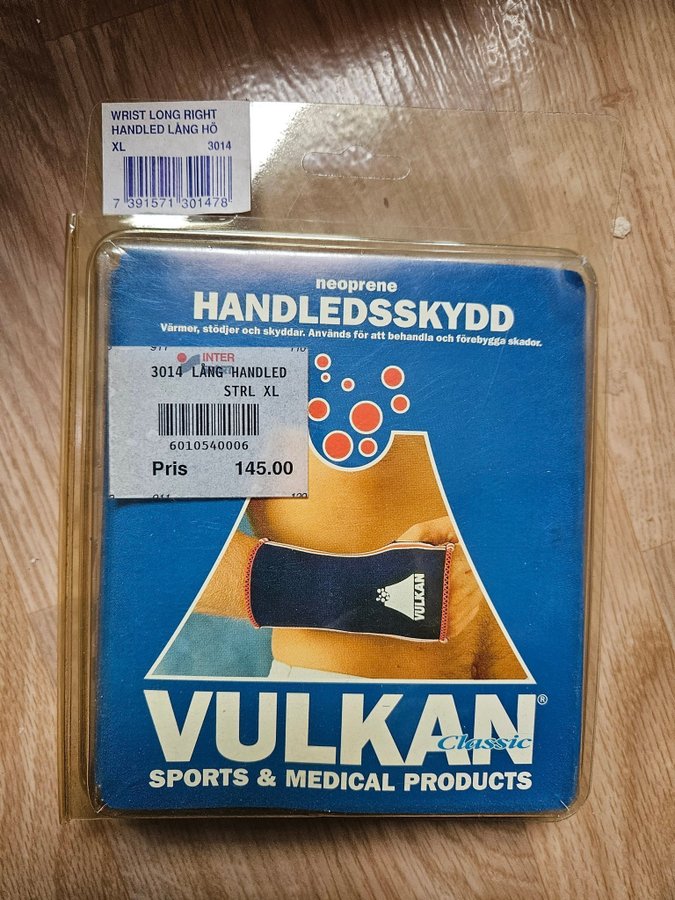 WRIST LONG RIGHT
HANDLED LÅNG HÖ
XL 3014
7 391571 301478
neoprene
HANDLEDSSKYDD
Värmer, stödjer och skyddar. Används för att behandla och förebygga skador.
INTER
3014 LÅNG HANDLED
STRL XL
6010540006
Pris 145.00
VULKAN
VULKAN®
Classic
SPORTS & MEDICAL PRODUCTS